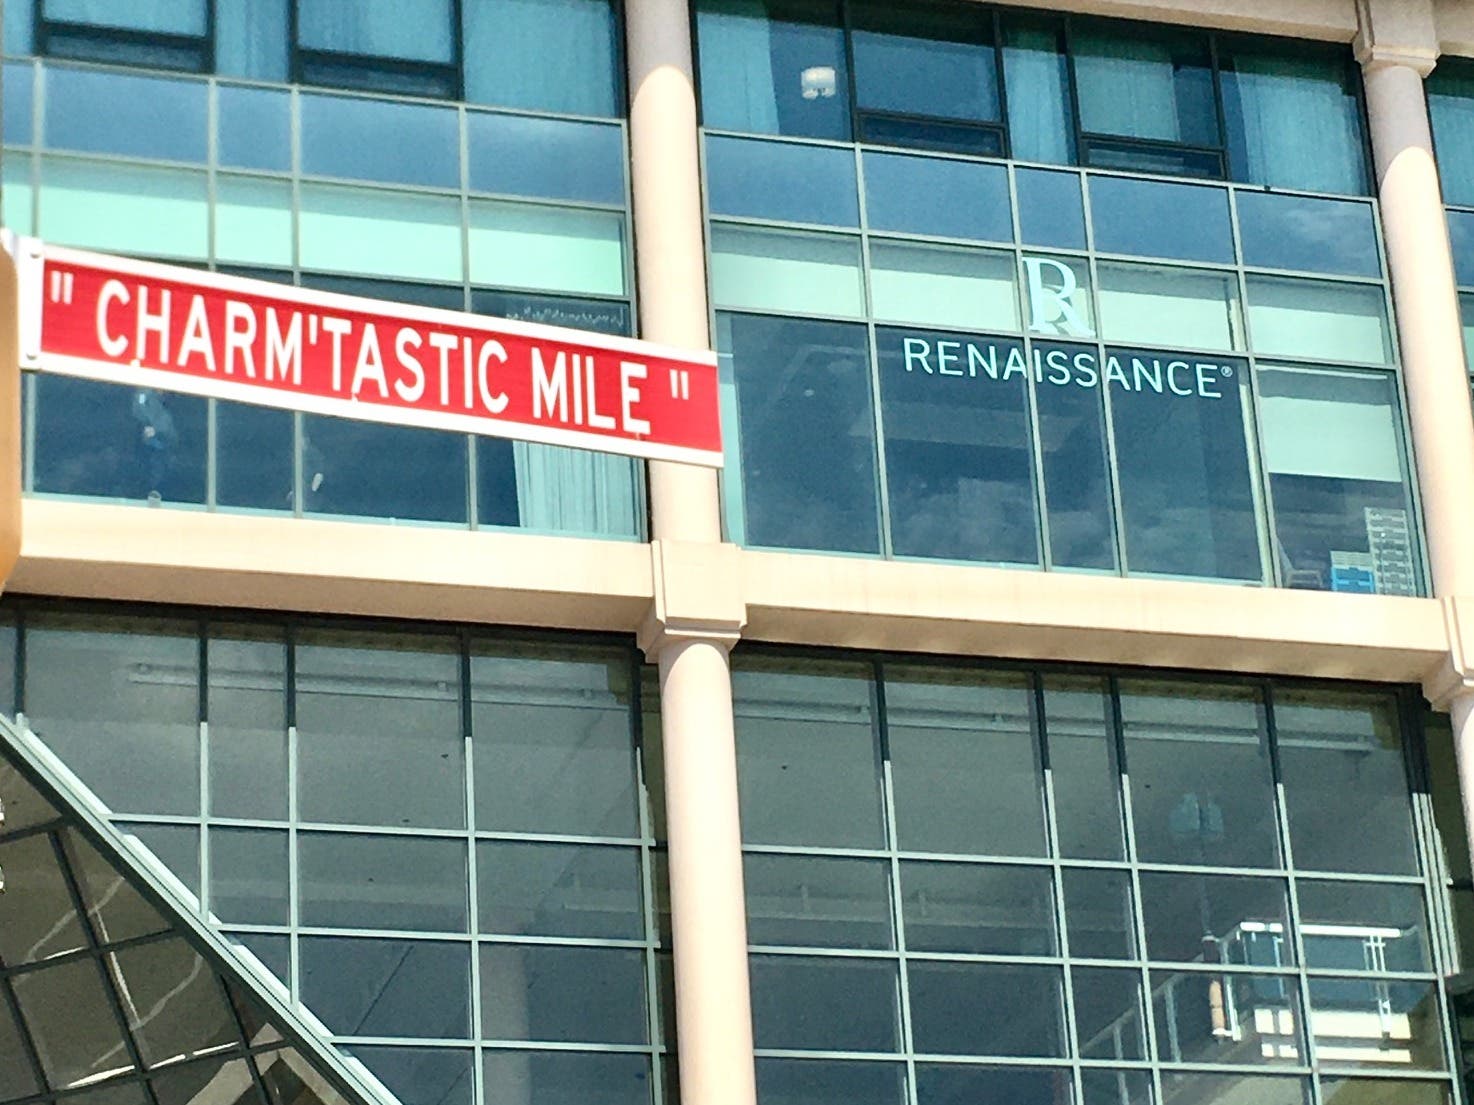 " CHARM'TASTIC MILE "
R
RENAISSANCE®